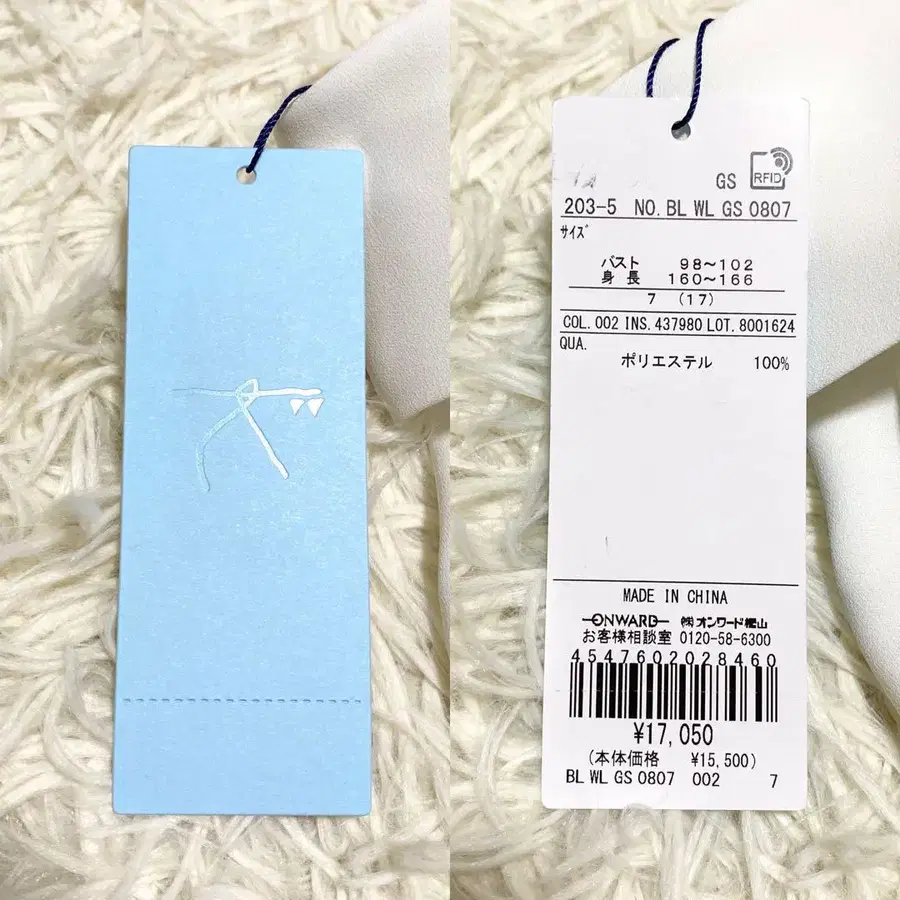 GS RFID
203-5 NO. BL WL GS 0807
サイズ
バスト 98～102
身長 160～166
7 (17)
COL. 002 INS. 437980 LOT. 8001624
QUA.
ポリエステル 100%
MADE IN CHINA
ONWARD ㈱オンワード樫山
お客様相談室 0120-58-6300
4547602028460
¥17,050
(本体価格 ¥15,500)
BL WL GS 0807 002 7